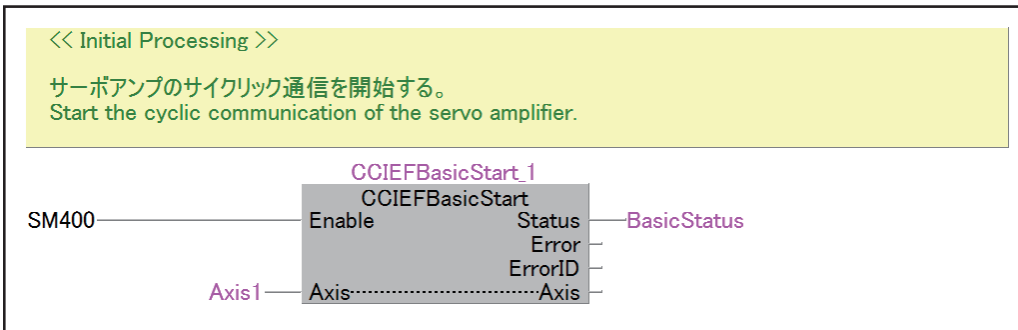 << Initial Processing >>
サーボアンプのサイクリック通信を開始する。
Start the cyclic communication of the servo amplifier.
CCIEFBasicStart_1
CCIEFBasicStart
SM400 Enable Status BasicStatus
Error
ErrorID
Axis1 Axis Axis